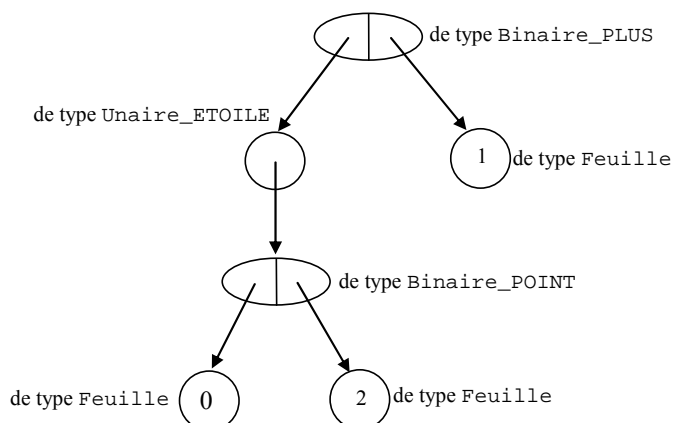 de type Binaire_PLUS
de type Unaire_ETOILE
1 de type Feuille
de type Binaire_POINT
de type Feuille 0 2 de type Feuille